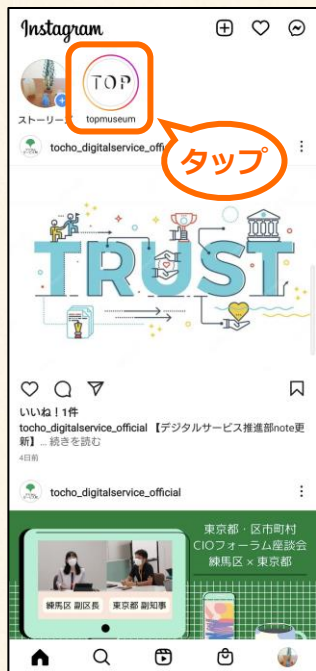 Instagram
TOP
ストーリーズ
topmuseum
タップ
tocho_digitalservice_offi
TRUST
いいね！1件
tocho_digitalservice_official 【デジタルサービス推進部note更
新】... 続きを読む
4日前
tocho_digitalservice_official
東京都・区市町村
CIOフォーラム座談会
練馬区 × 東京都
練馬区 副区長
東京都 副知事